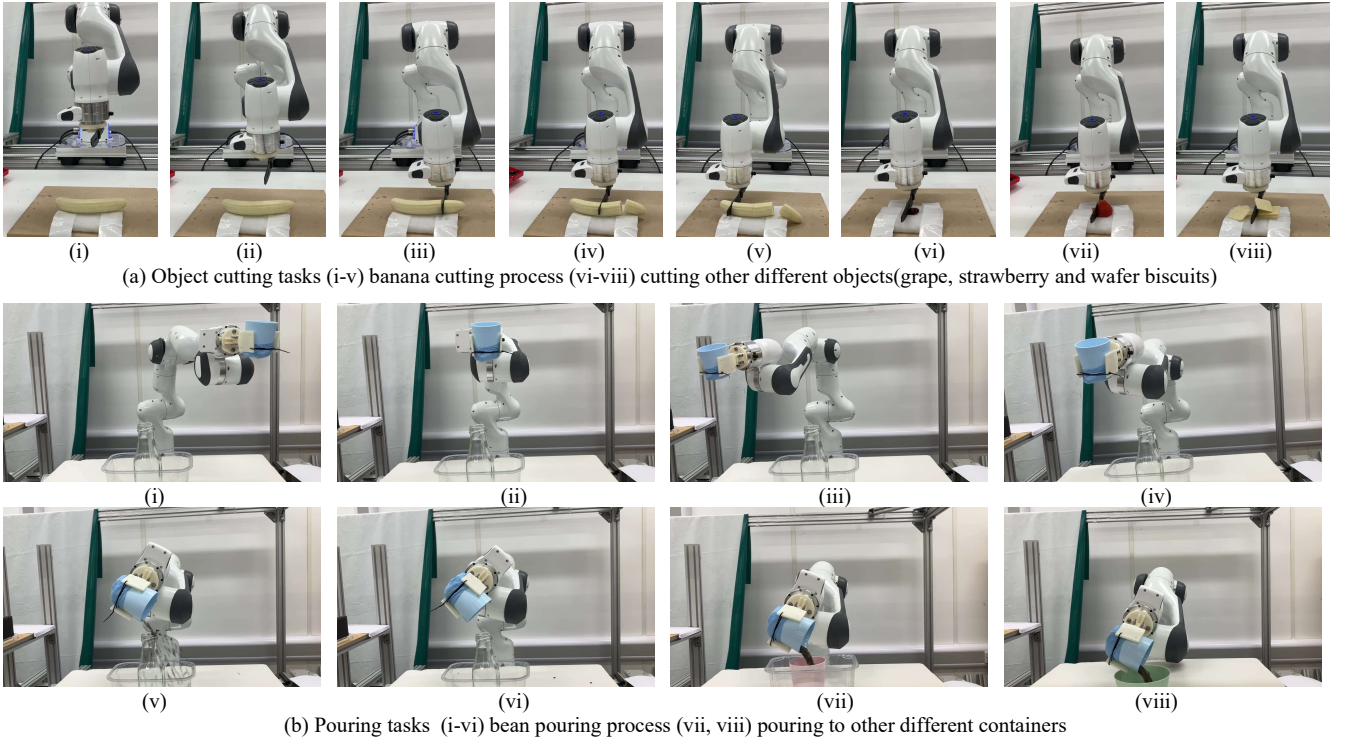 (i) (ii) (iii) (iv) (v) (vi) (vii) (viii)
(a) Object cutting tasks (i-v) banana cutting process (vi-viii) cutting other different objects(grape, strawberry and wafer biscuits)
(i) (ii) (iii) (iv)
(v) (vi) (vii) (viii)
(b) Pouring tasks (i-vi) bean pouring process (vii, viii) pouring to other different containers